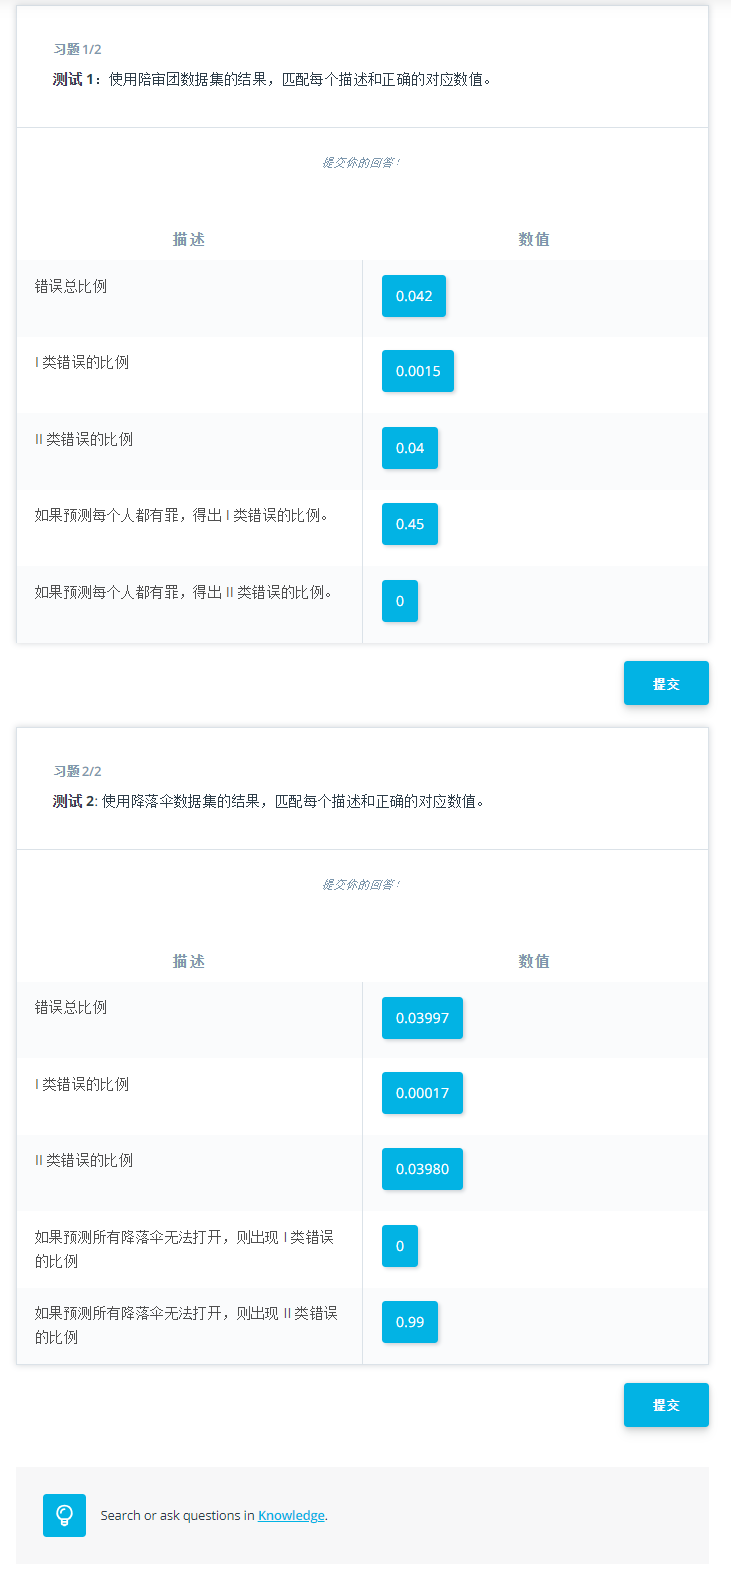 习题 1/2
测试 1：使用陪审团数据集的结果，匹配每个描述和正确的对应数值。
提交你的回答！
描述 数值
错误总比例 0.042
I 类错误的比例 0.0015
II 类错误的比例 0.04
如果预测每个人都有罪，得出 I 类错误的比例。 0.45
如果预测每个人都有罪，得出 II 类错误的比例。 0
提交
习题 2/2
测试 2: 使用降落伞数据集的结果，匹配每个描述和正确的对应数值。
提交你的回答！
描述 数值
错误总比例 0.03997
I 类错误的比例 0.00017
II 类错误的比例 0.03980
如果预测所有降落伞无法打开，则出现 I 类错误
的比例 0
如果预测所有降落伞无法打开，则出现 II 类错误
的比例 0.99
提交
Search or ask questions in Knowledge.